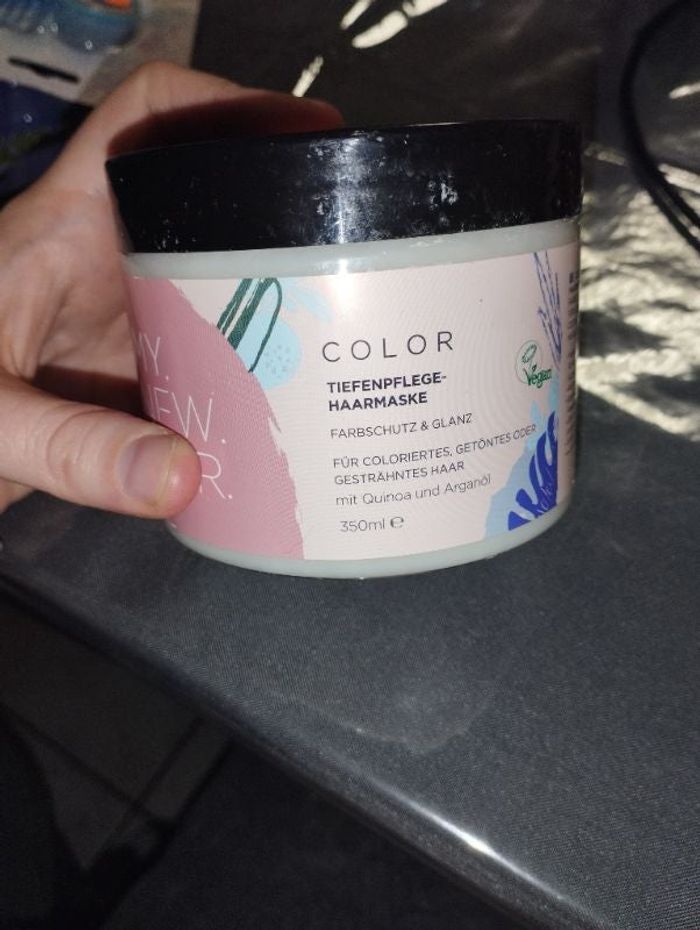 COLOR
TIEFENPFLEGE-
HAARMASKE
FARBSCHUTZ & GLANZ
FÜR COLORIERTES, GETÖNTES ODER
GESTRÄHNTES HAAR
mit Quinoa und Arganöl
350ml ℮
Vegan